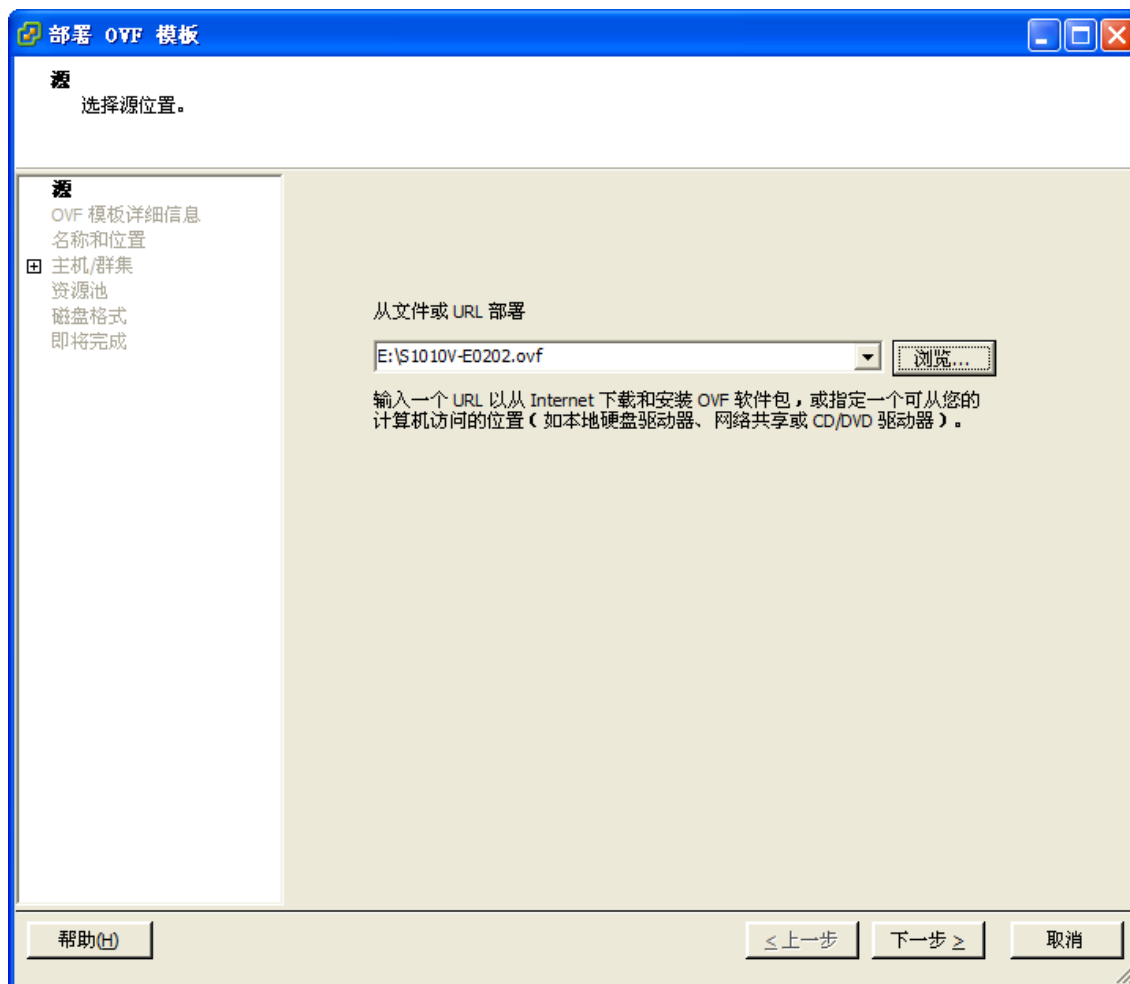 部署 OVF 模板
源
选择源位置。
源
OVF 模板详细信息
名称和位置
主机/群集
资源池
磁盘格式
即将完成
从文件或 URL 部署
E:\S1010V-E0202.ovf
浏览...
输入一个 URL 以从 Internet 下载和安装 OVF 软件包，或指定一个可从您的
计算机访问的位置(如本地硬盘驱动器、网络共享或 CD/DVD 驱动器)。
帮助(H)
≤上一步
下一步 ≥
取消